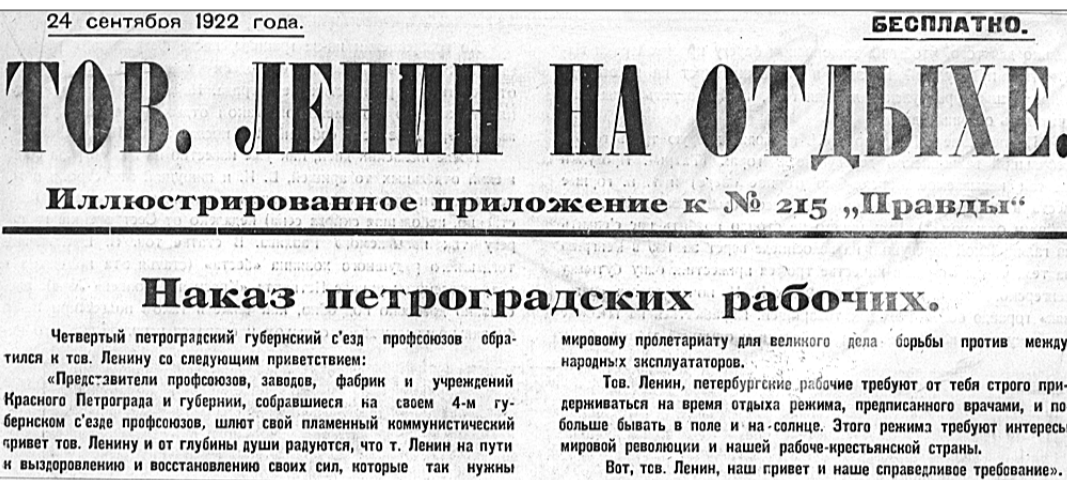 24 сентября 1922 года.
БЕСПЛАТНО.
ТОВ. ЛЕНИН НА ОТДЫХЕ.
Иллюстрированное приложение к № 215 „Правды“
Наказ петроградских рабочих.
Четвертый петроградский губернский с'езд профсоюзов обра-
тился к тов. Ленину со следующим приветствием:
«Представители профсоюзов, заводов, фабрик и учреждений
Красного Петрограда и губернии, собравшиеся на своем 4-м гу-
бернском с'езде профсоюзов, шлют свой пламенный коммунистический
привет тов. Ленину и от глубины души радуются, что т. Ленин на пути
к выздоровлению и восстановлению своих сил, которые так нужны
мировому пролетариату для великого дела борьбы против между
народных эксплуататоров.
Тов. Ленин, петербургские рабочие требуют от тебя строго при-
держиваться на время отдыха режима, предписанного врачами, и по
больше бывать в поле и на-солнце. Этого режима требуют интересы
мировой революции и нашей рабоче-крестьянской страны.
Вот, тов. Ленин, наш привет и наше справедливое требование».